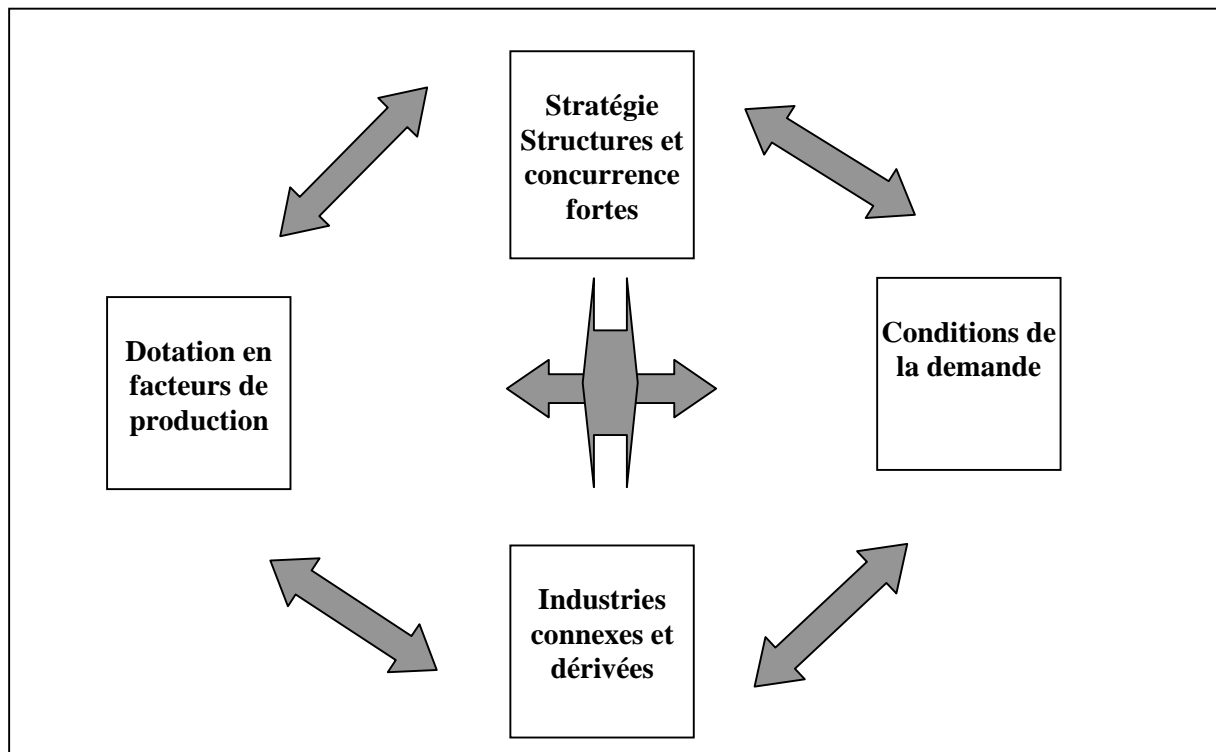 Stratégie
Structures et
concurrence
fortes
Dotation en
facteurs de
production
Conditions de
la demande
Industries
connexes et
dérivées